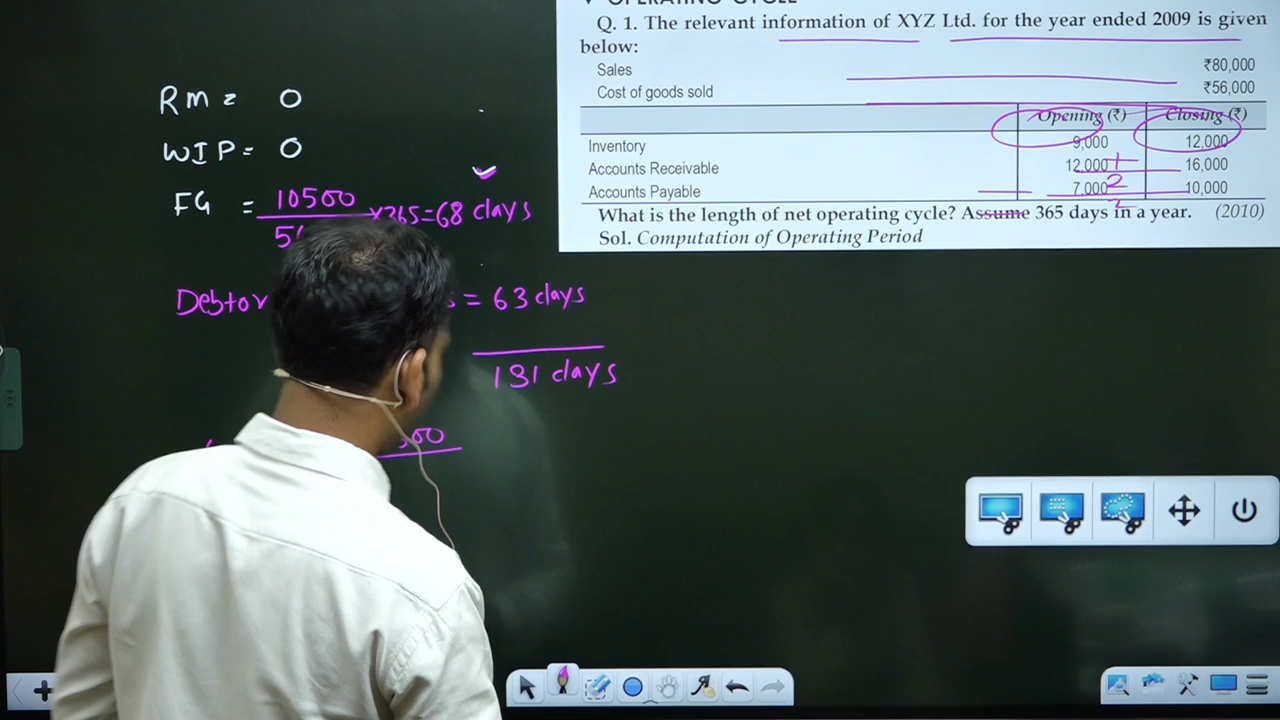 OPERATING CYCLE
Q. 1. The relevant information of XYZ Ltd. for the year ended 2009 is given
below:
Sales ₹80,000
Cost of goods sold ₹56,000
Opening (₹) Closing (₹)
Inventory 9,000 12,000
Accounts Receivable 12,000 16,000
Accounts Payable 7,000 10,000
What is the length of net operating cycle? Assume 365 days in a year. (2010)
Sol. Computation of Operating Period
RM = 0
WIP = 0
FG = 10500 x365=68 days
Debtor = 63 days
131 days
1
2